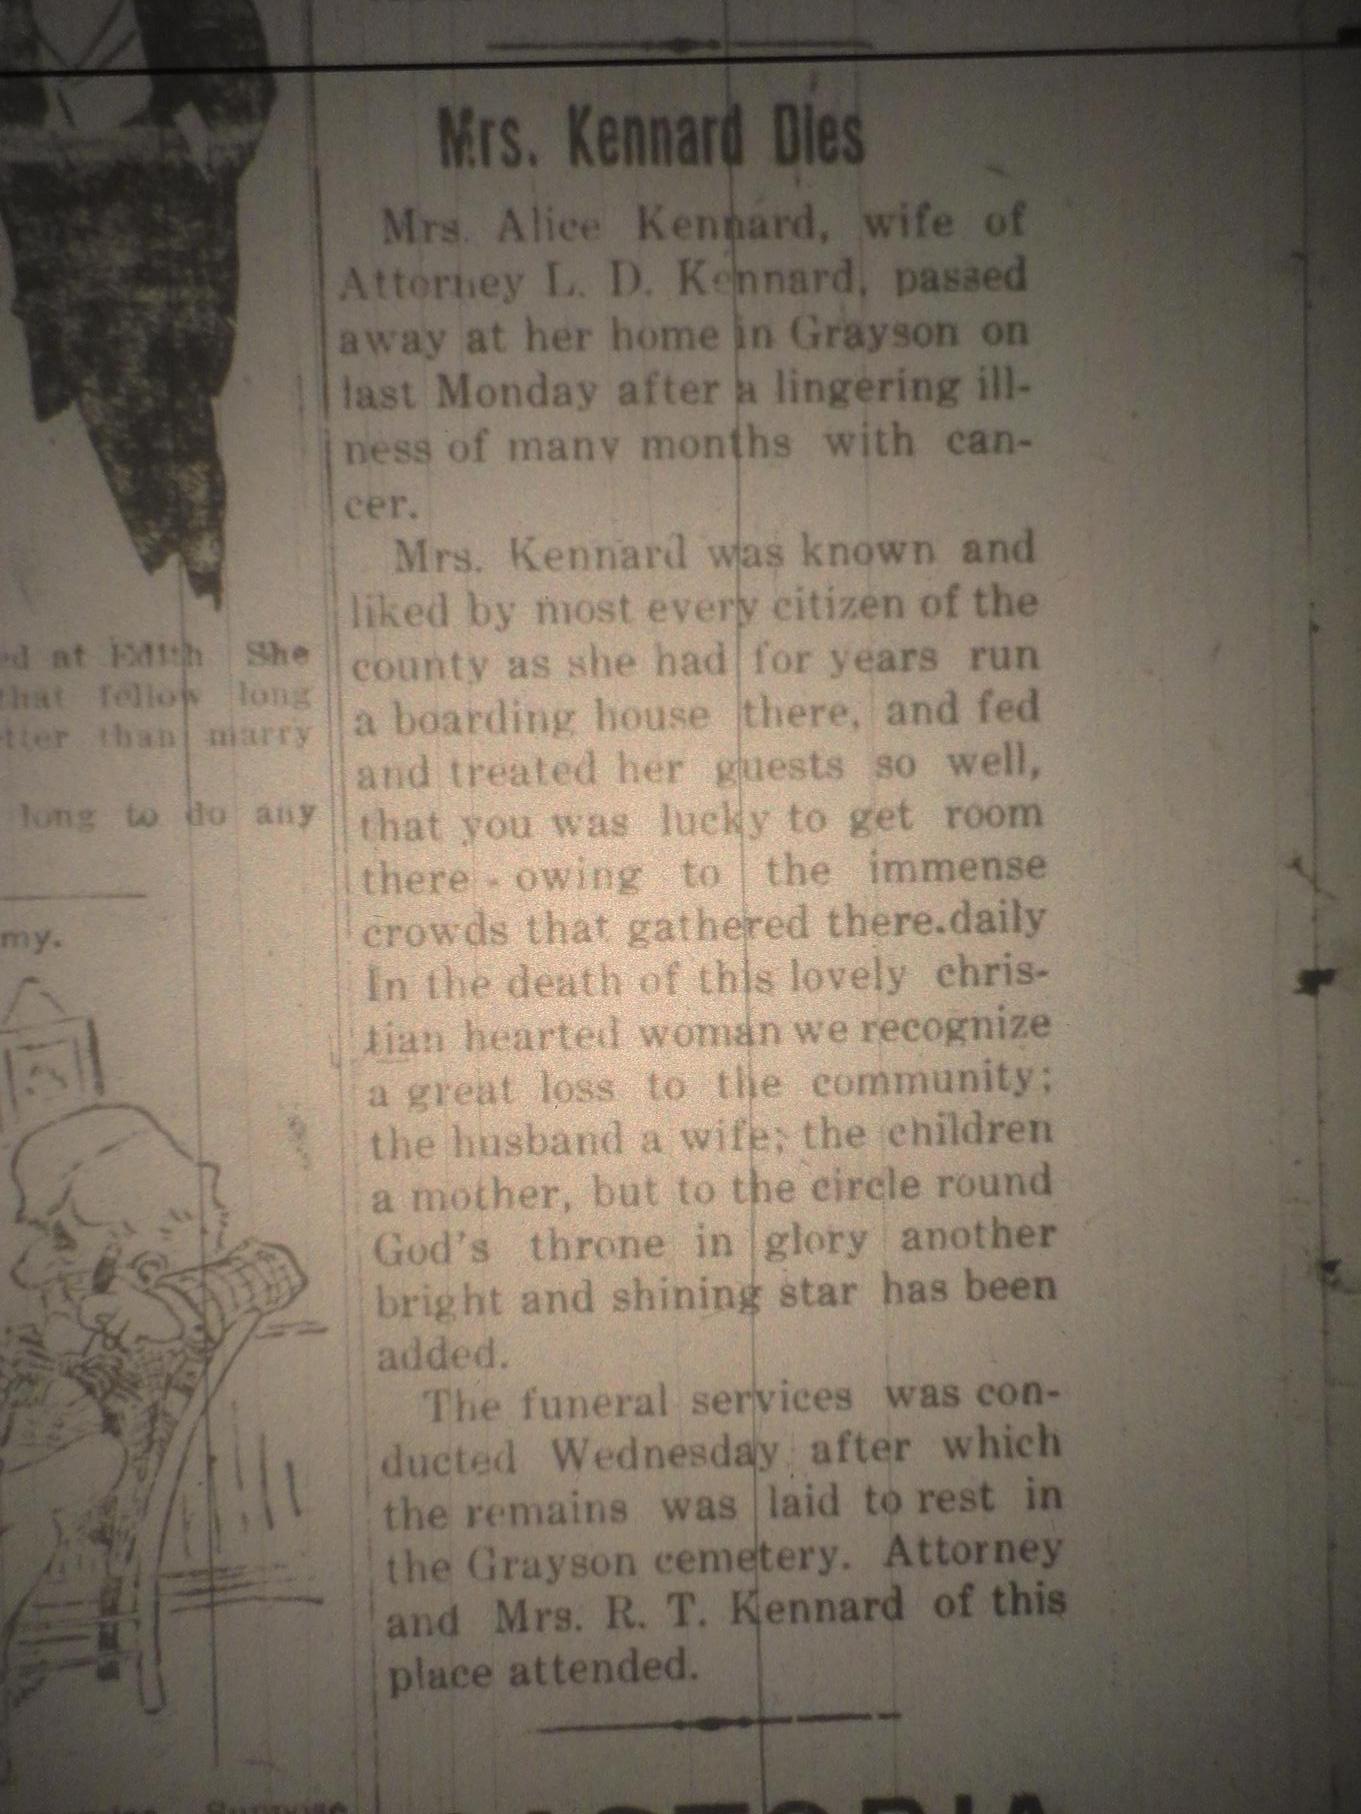 Mrs. Kennard Dies
Mrs. Alice Kennard, wife of
Attorney L. D. Kennard, passed
away at her home in Grayson on
last Monday after a lingering ill-
ness of many months with can-
cer.
Mrs. Kennard was known and
liked by most every citizen of the
county as she had for years run
a boarding house there, and fed
and treated her guests so well,
that you was lucky to get room
there - owing to the immense
crowds that gathered there.daily
In the death of this lovely chris-
tian hearted woman we recognize
a great loss to the community;
the husband a wife; the children
a mother, but to the circle round
God's throne in glory another
bright and shining star has been
added.
The funeral services was con-
ducted Wednesday after which
the remains was laid to rest in
the Grayson cemetery. Attorney
and Mrs. R. T. Kennard of this
place attended.
at Edith She
that fellow long
than marry
long to do any
my.
Suppose